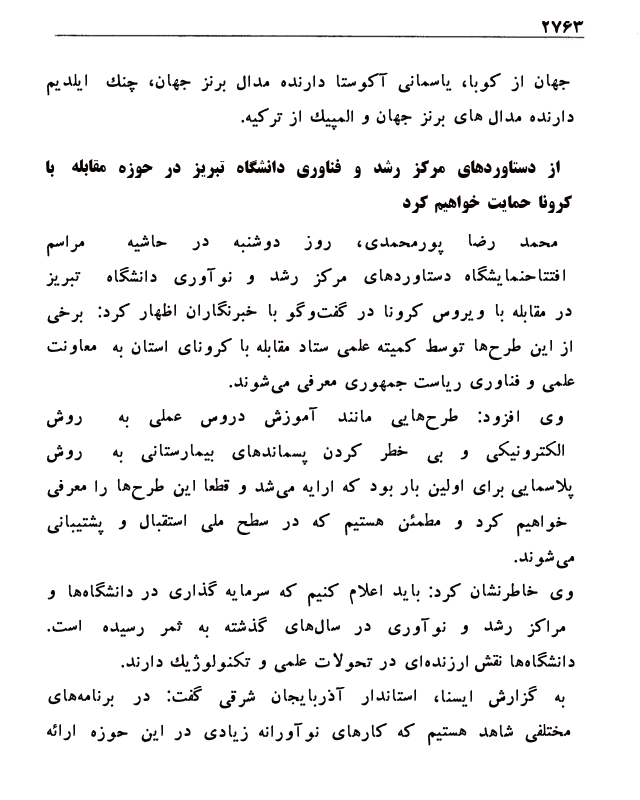 ۲۷۶۳
جهان از کوبا، یاسمانی آکوستا دارنده مدال برنز جهان، چنك ایلدیم
دارنده مدال های برنز جهان و المپیك از ترکیه.
از دستاوردهای مرکز رشد و فناوری دانشگاه تبریز در حوزه مقابله با
کرونا حمایت خواهیم کرد
محمد رضا پورمحمدی، روز دوشنبه در حاشیه مراسم
افتتاحنمایشگاه دستاوردهای مرکز رشد و نوآوری دانشگاه تبریز
در مقابله با ویروس کرونا در گفت‌وگو با خبرنگاران اظهار کرد: برخی
از این طرح‌ها توسط کمیته علمی ستاد مقابله با کرونای استان به معاونت
علمی و فناوری ریاست جمهوری معرفی می‌شوند.
وی افزود: طرح‌هایی مانند آموزش دروس عملی به روش
الکترونیکی و بی خطر کردن پسماندهای بیمارستانی به روش
پلاسمایی برای اولین بار بود که ارایه می‌شد و قطعا این طرح‌ها را معرفی
خواهیم کرد و مطمئن هستیم که در سطح ملی استقبال و پشتیبانی
می‌شوند.
وی خاطرنشان کرد: باید اعلام کنیم که سرمایه گذاری در دانشگاه‌ها و
مراکز رشد و نوآوری در سال‌های گذشته به ثمر رسیده است.
دانشگاه‌ها نقش ارزنده‌ای در تحولات علمی و تکنولوژیك دارند.
به گزارش ایسنا، استاندار آذربایجان شرقی گفت: در برنامه‌های
مختلفی شاهد هستیم که کارهای نوآورانه زیادی در این حوزه ارائه